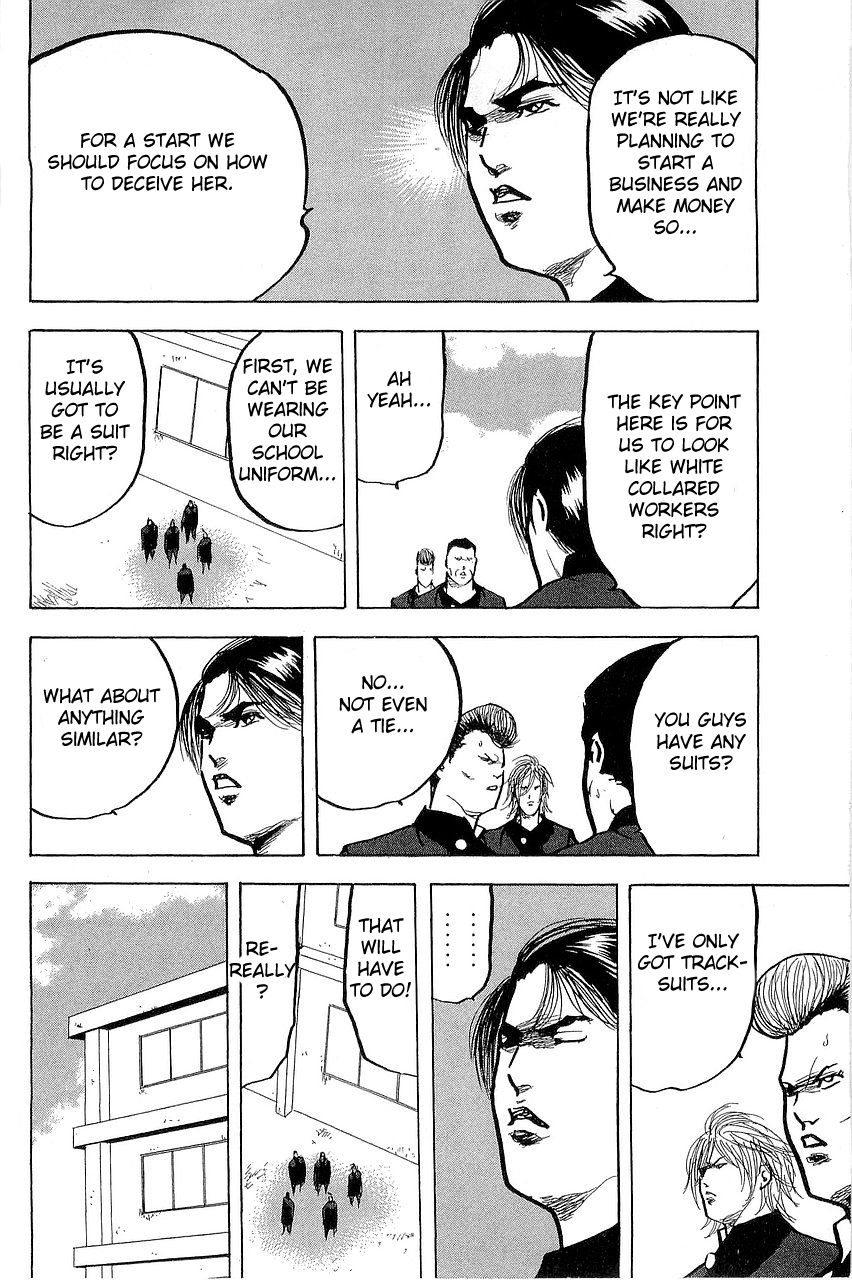 IT'S NOT LIKE
WE'RE REALLY
PLANNING TO
START A
BUSINESS AND
MAKE MONEY
SO...
FOR A START WE
SHOULD FOCUS ON HOW
TO DECEIVE HER.
THE KEY POINT
HERE IS FOR
US TO LOOK
LIKE WHITE
COLLARED
WORKERS
RIGHT?
AH
YEAH...
FIRST, WE
CAN'T BE
WEARING
OUR
SCHOOL
UNIFORM...
IT'S
USUALLY
GOT TO
BE A SUIT
RIGHT?
YOU GUYS
HAVE ANY
SUITS?
NO...
NOT EVEN
A TIE...
WHAT ABOUT
ANYTHING
SIMILAR?
I'VE ONLY
GOT TRACK-
SUITS...
THAT
WILL
HAVE
TO DO!
RE-
REALLY
?